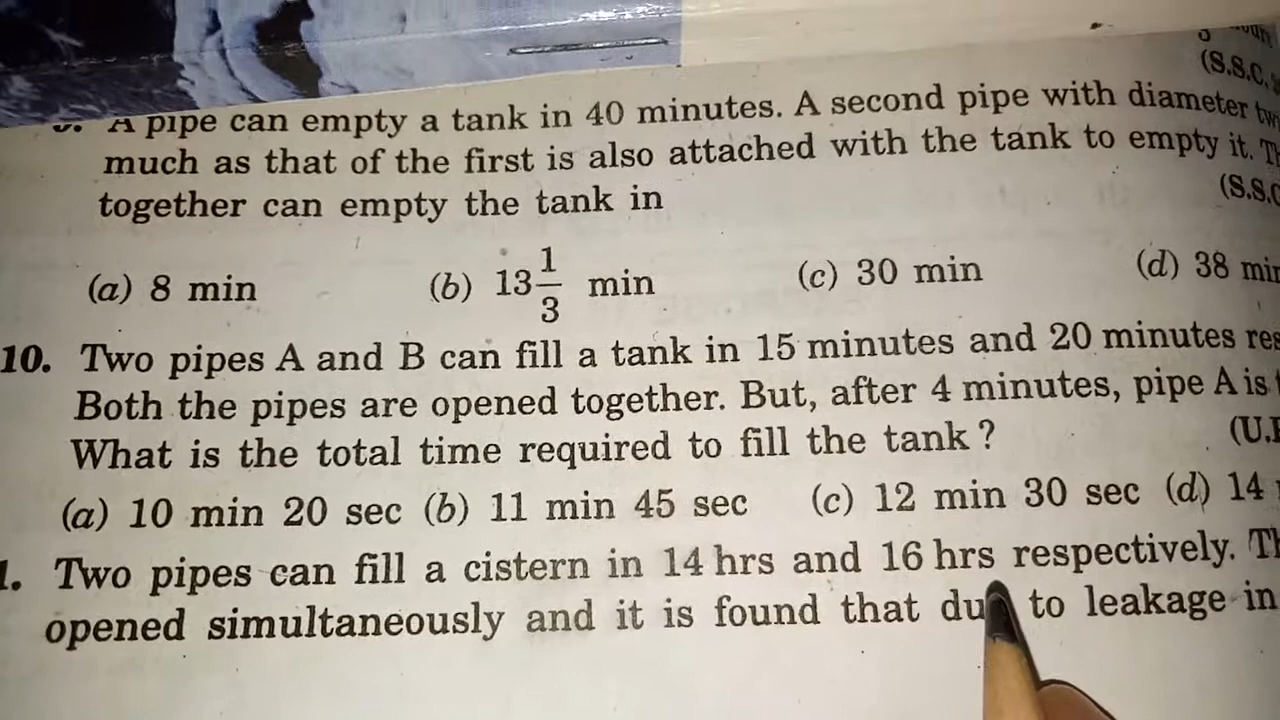 (S.S.C.
A pipe can empty a tank in 40 minutes. A second pipe with diameter
much as that of the first is also attached with the tank to empty it.
together can empty the tank in (S.S.C
(a) 8 min (b) 13 1/3 min (c) 30 min (d) 38 min
10. Two pipes A and B can fill a tank in 15 minutes and 20 minutes
Both the pipes are opened together. But, after 4 minutes, pipe A is
What is the total time required to fill the tank ? (U.
(a) 10 min 20 sec (b) 11 min 45 sec (c) 12 min 30 sec (d) 14
1. Two pipes can fill a cistern in 14 hrs and 16 hrs respectively.
opened simultaneously and it is found that to leakage in